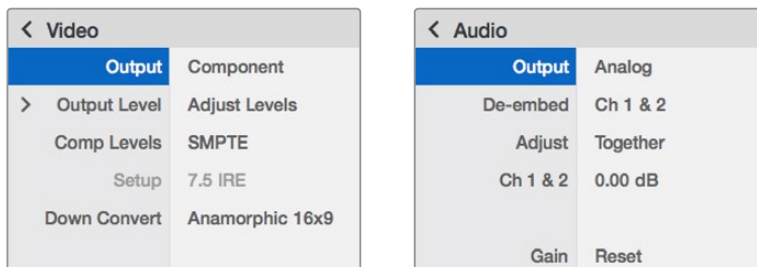 Video
Output Component
Output Level Adjust Levels
Comp Levels SMPTE
Setup 7.5 IRE
Down Convert Anamorphic 16x9
Audio
Output Analog
De-embed Ch 1 & 2
Adjust Together
Ch 1 & 2 0.00 dB
Gain Reset